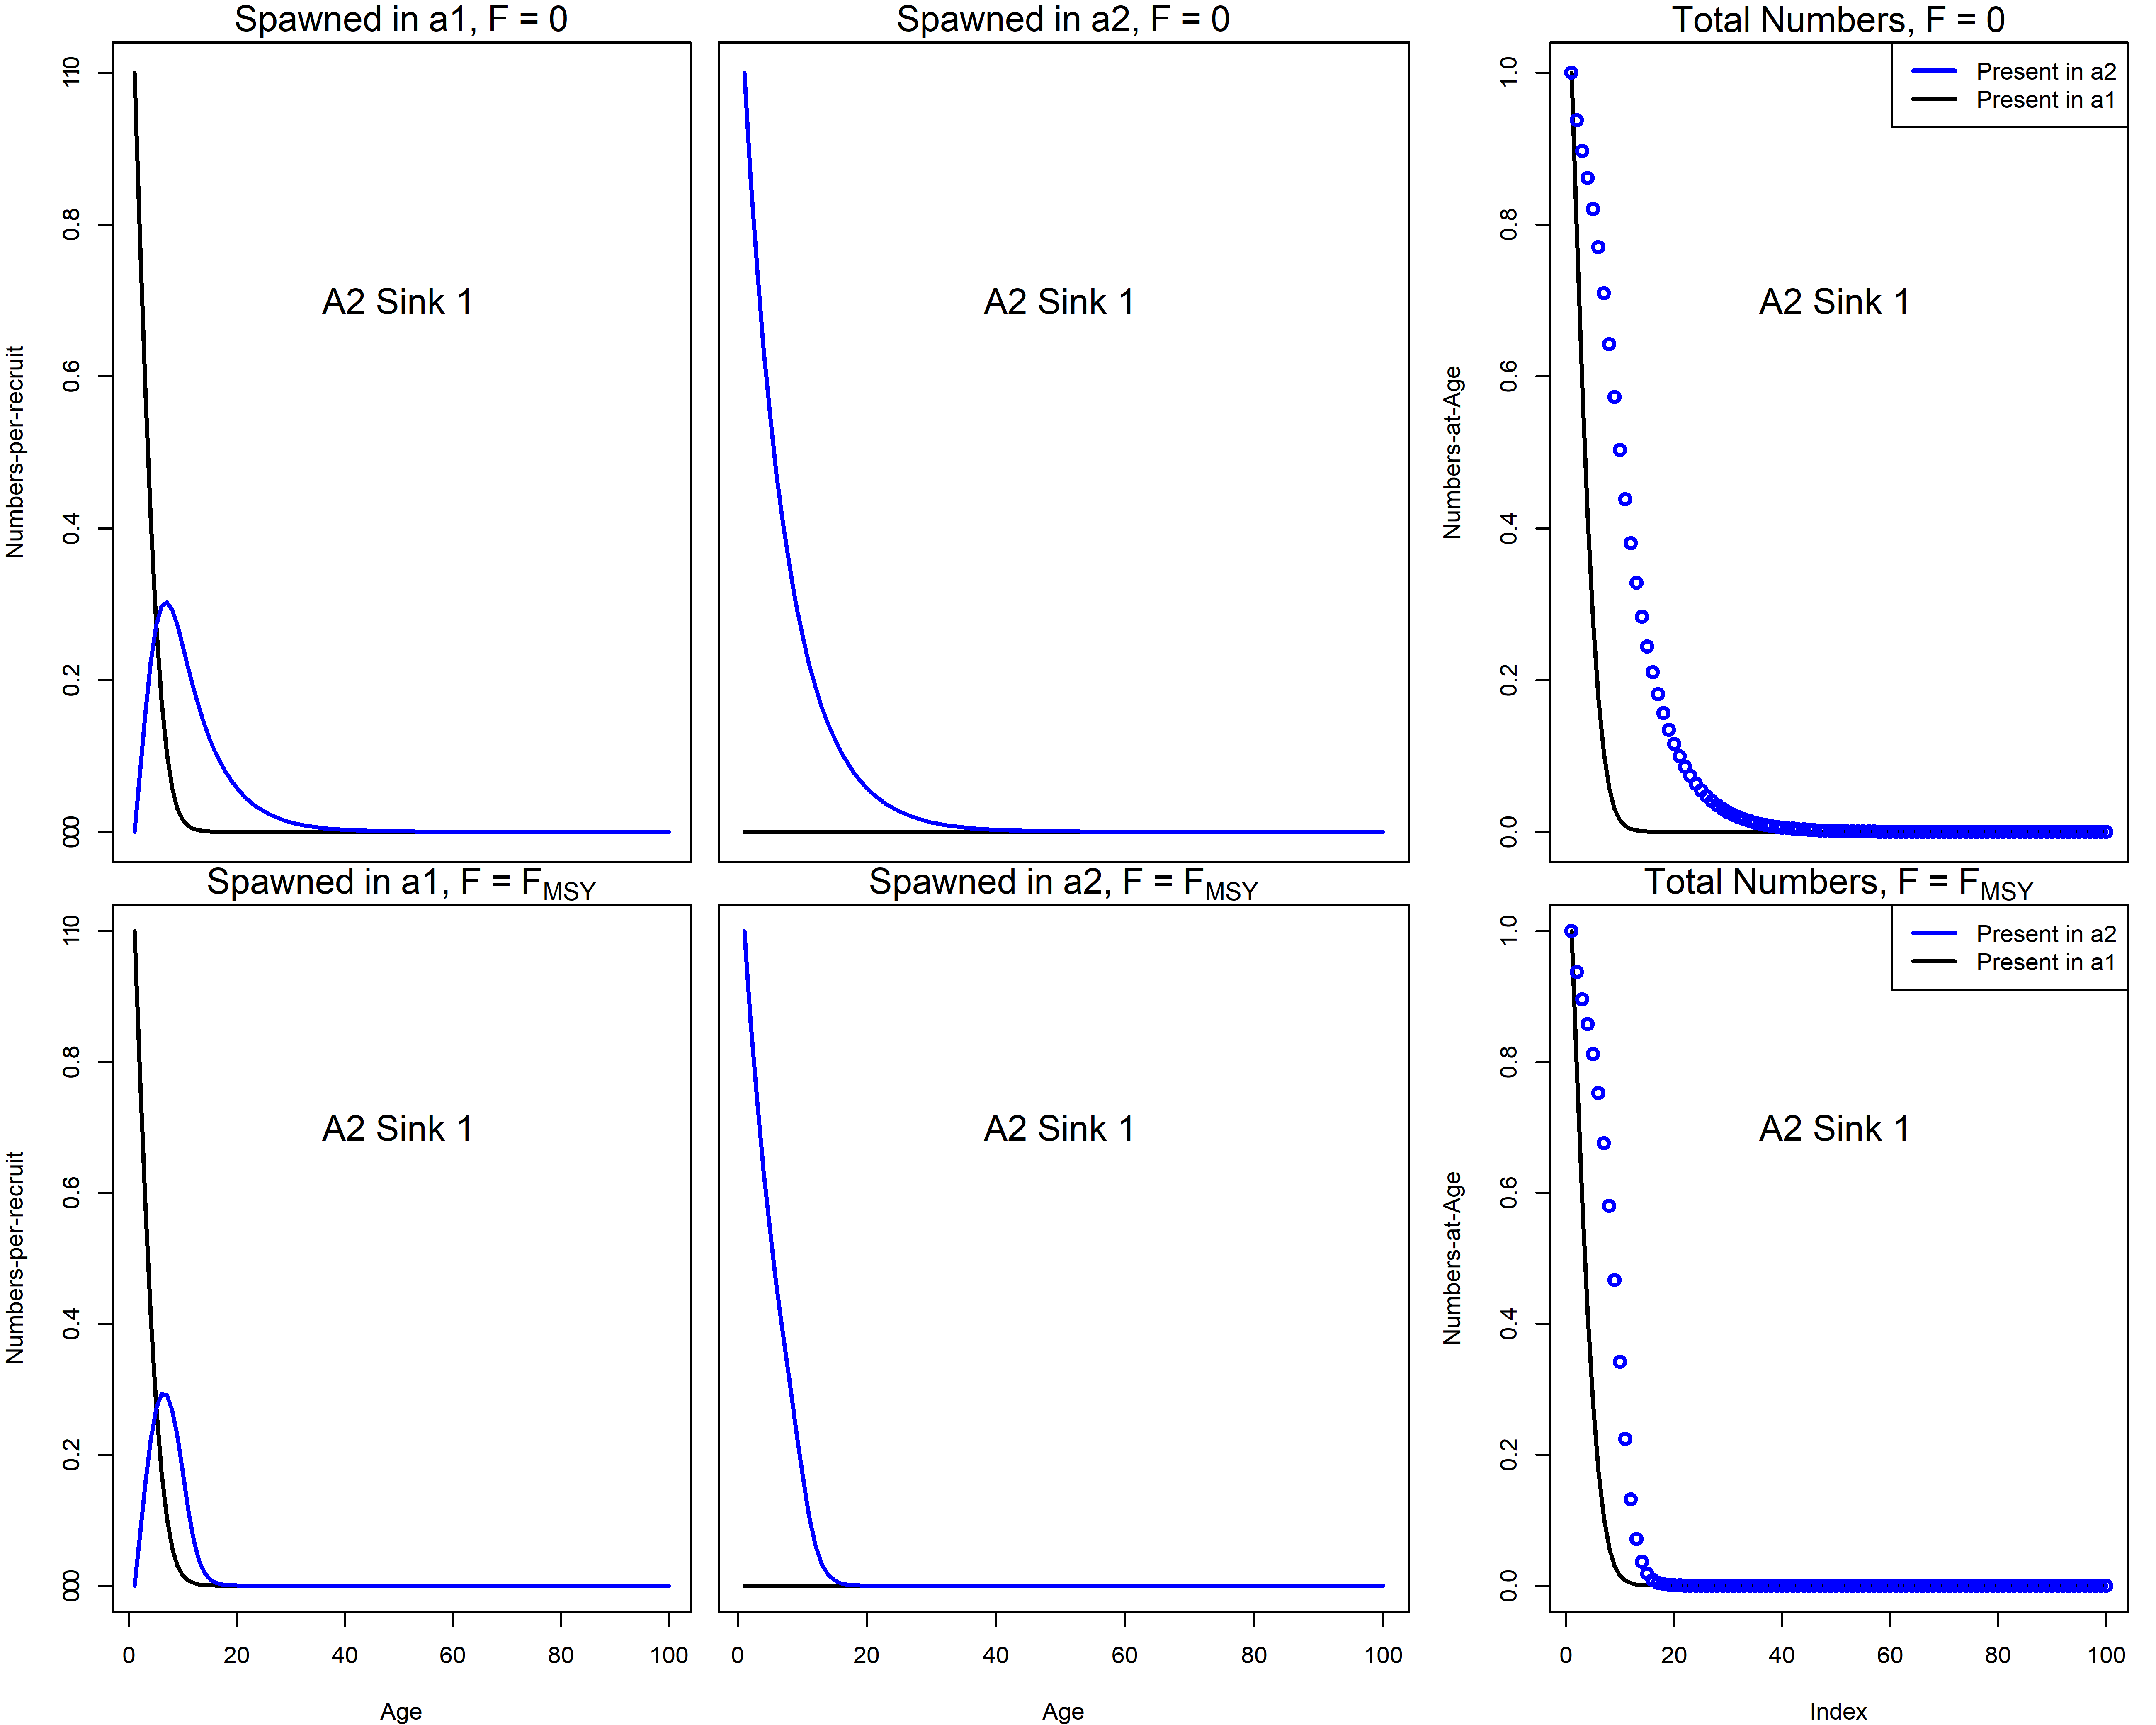 Spawned in a1, F = 0
Spawned in a2, F = 0
Total Numbers, F = 0
Numbers-per-recruit
000
0.2
0.4
0.6
0.8
110
A2 Sink 1
A2 Sink 1
Numbers-at-Age
0.0
0.2
0.4
0.6
0.8
1.0
Present in a2
Present in a1
A2 Sink 1
Spawned in a1, F = FMSY
Spawned in a2, F = FMSY
Total Numbers, F = FMSY
Numbers-per-recruit
000
0.2
0.4
0.6
0.8
110
A2 Sink 1
A2 Sink 1
Numbers-at-Age
0.0
0.2
0.4
0.6
0.8
1.0
Present in a2
Present in a1
A2 Sink 1
0 20 40 60 80 100
0 20 40 60 80 100
0 20 40 60 80 100
Age
Age
Index